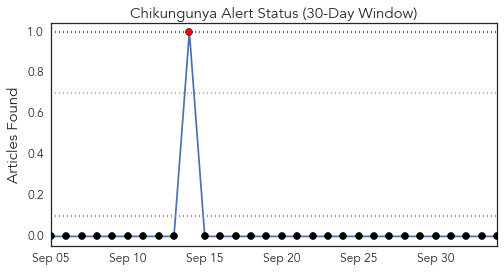 Chikungunya Alert Status (30-Day Window)
Articles Found
1.0
0.8
0.6
0.4
0.2
0.0
Sep 05 Sep 10 Sep 15 Sep 20 Sep 25 Sep 30